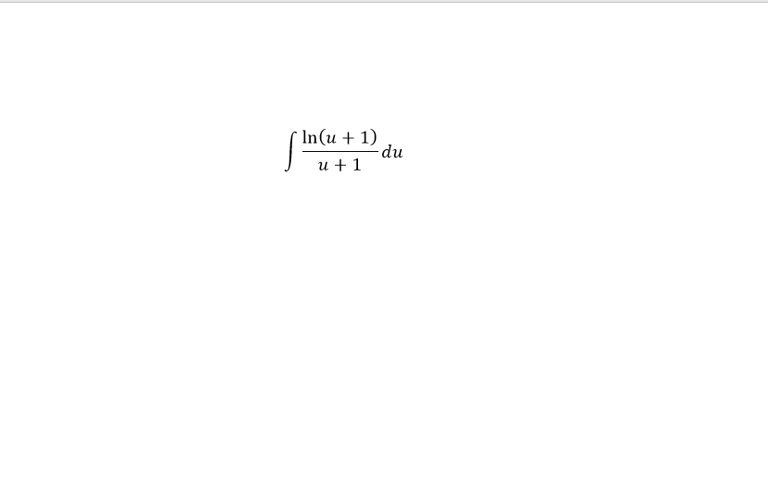 ∫ ln(u + 1) / u + 1 du